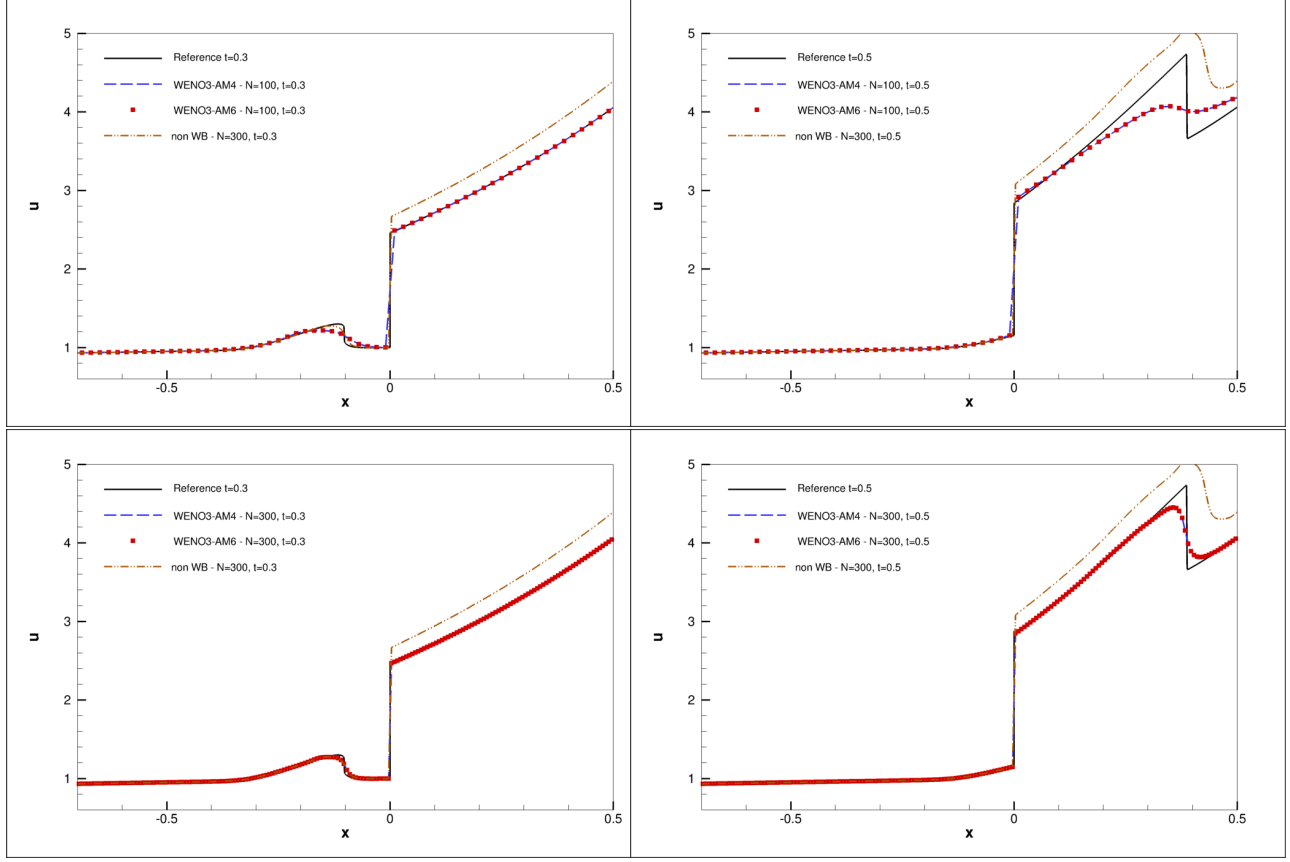 5
4
3
2
1
u
Reference t=0.3
WENO3-AM4 - N=100, t=0.3
WENO3-AM6 - N=100, t=0.3
non WB - N=300, t=0.3
-0.5
0
0.5
x
5
4
3
2
1
u
Reference t=0.5
WENO3-AM4 - N=100, t=0.5
WENO3-AM6 - N=100, t=0.5
non WB - N=300, t=0.5
-0.5
0
0.5
x
5
4
3
2
1
u
Reference t=0.3
WENO3-AM4 - N=300, t=0.3
WENO3-AM6 - N=300, t=0.3
non WB - N=300, t=0.3
-0.5
0
0.5
x
5
4
3
2
1
u
Reference t=0.5
WENO3-AM4 - N=300, t=0.5
WENO3-AM6 - N=300, t=0.5
non WB - N=300, t=0.5
-0.5
0
0.5
x